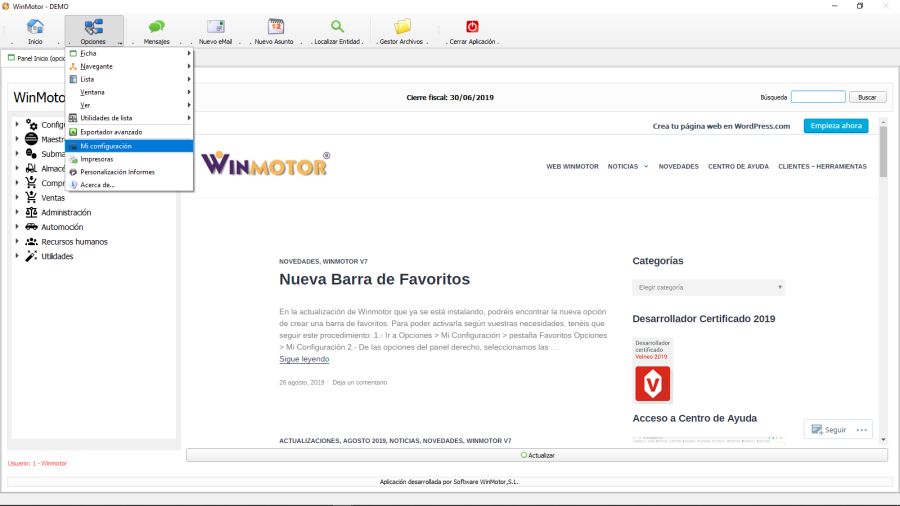 WinMotor - DEMO
Inicio
Opciones
Mensajes
Nuevo eMail
Nuevo Asunto
Localizar Entidad
Gestor Archivos
Cerrar Aplicación
Panel Inicio (opcio
Ficha
Navegante
Lista
Ventana
Ver
Utilidades de lista
Exportador avanzado
Mi configuración
Impresoras
Personalización Informes
Acerca de...
WinMoto
Cierre fiscal: 30/06/2019
Búsqueda
Buscar
Config
Maestr
Subma
Almacé
Compr
Ventas
Administración
Automoción
Recursos humanos
Utilidades
Crea tu página web en WordPress.com
Empieza ahora
WINMOTOR®
WEB WINMOTOR NOTICIAS NOVEDADES CENTRO DE AYUDA CLIENTES – HERRAMIENTAS
NOVEDADES, WINMOTOR V7
Nueva Barra de Favoritos
En la actualización de Winmotor que ya se está instalando, podréis encontrar la nueva opción
de crear una barra de favoritos. Para poder activarla según vuestras necesidades, tenéis que
seguir este procedimiento: 1.- Ir a Opciones > Mi Configuración > pestaña Favoritos Opciones
> Mi Configuración 2.- De las opciones del panel derecho, seleccionamos las …
Sigue leyendo
26 agosto, 2019 Deja un comentario
ACTUALIZACIONES, AGOSTO 2019, NOTICIAS, NOVEDADES, WINMOTOR V7
Categorías
Elegir categoría
Desarrollador Certificado 2019
Desarrollador
certificado
Velneo 2019
Acceso a Centro de Ayuda
Seguir
Actualizar
Usuario: 1 - Winmotor
Aplicación desarrollada por Software WinMotor,S.L.